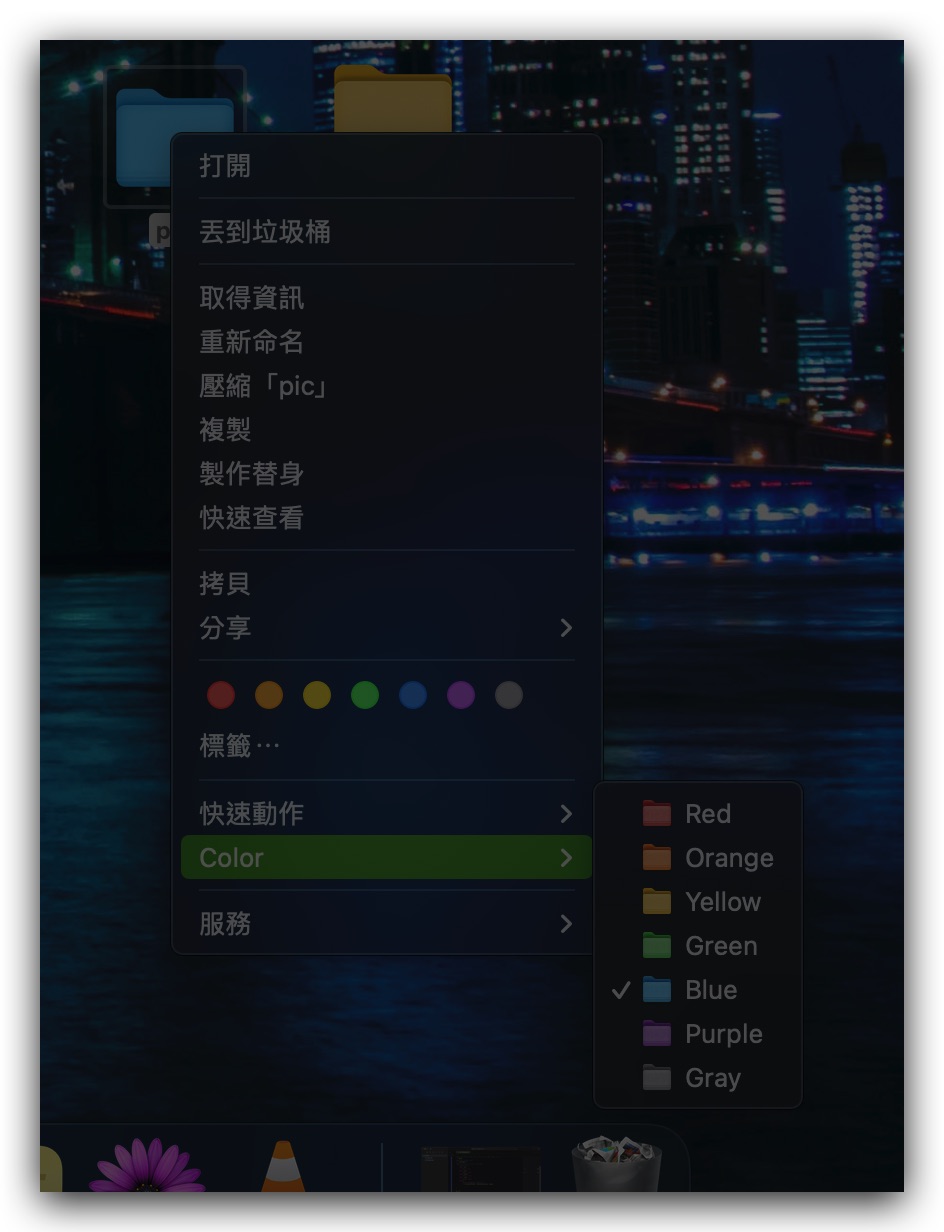 p
打開
丟到垃圾桶
取得資訊
重新命名
壓縮「pic」
複製
製作替身
快速查看
拷貝
分享
標籤⋯
快速動作
Color
服務
Red
Orange
Yellow
Green
Blue
Purple
Gray